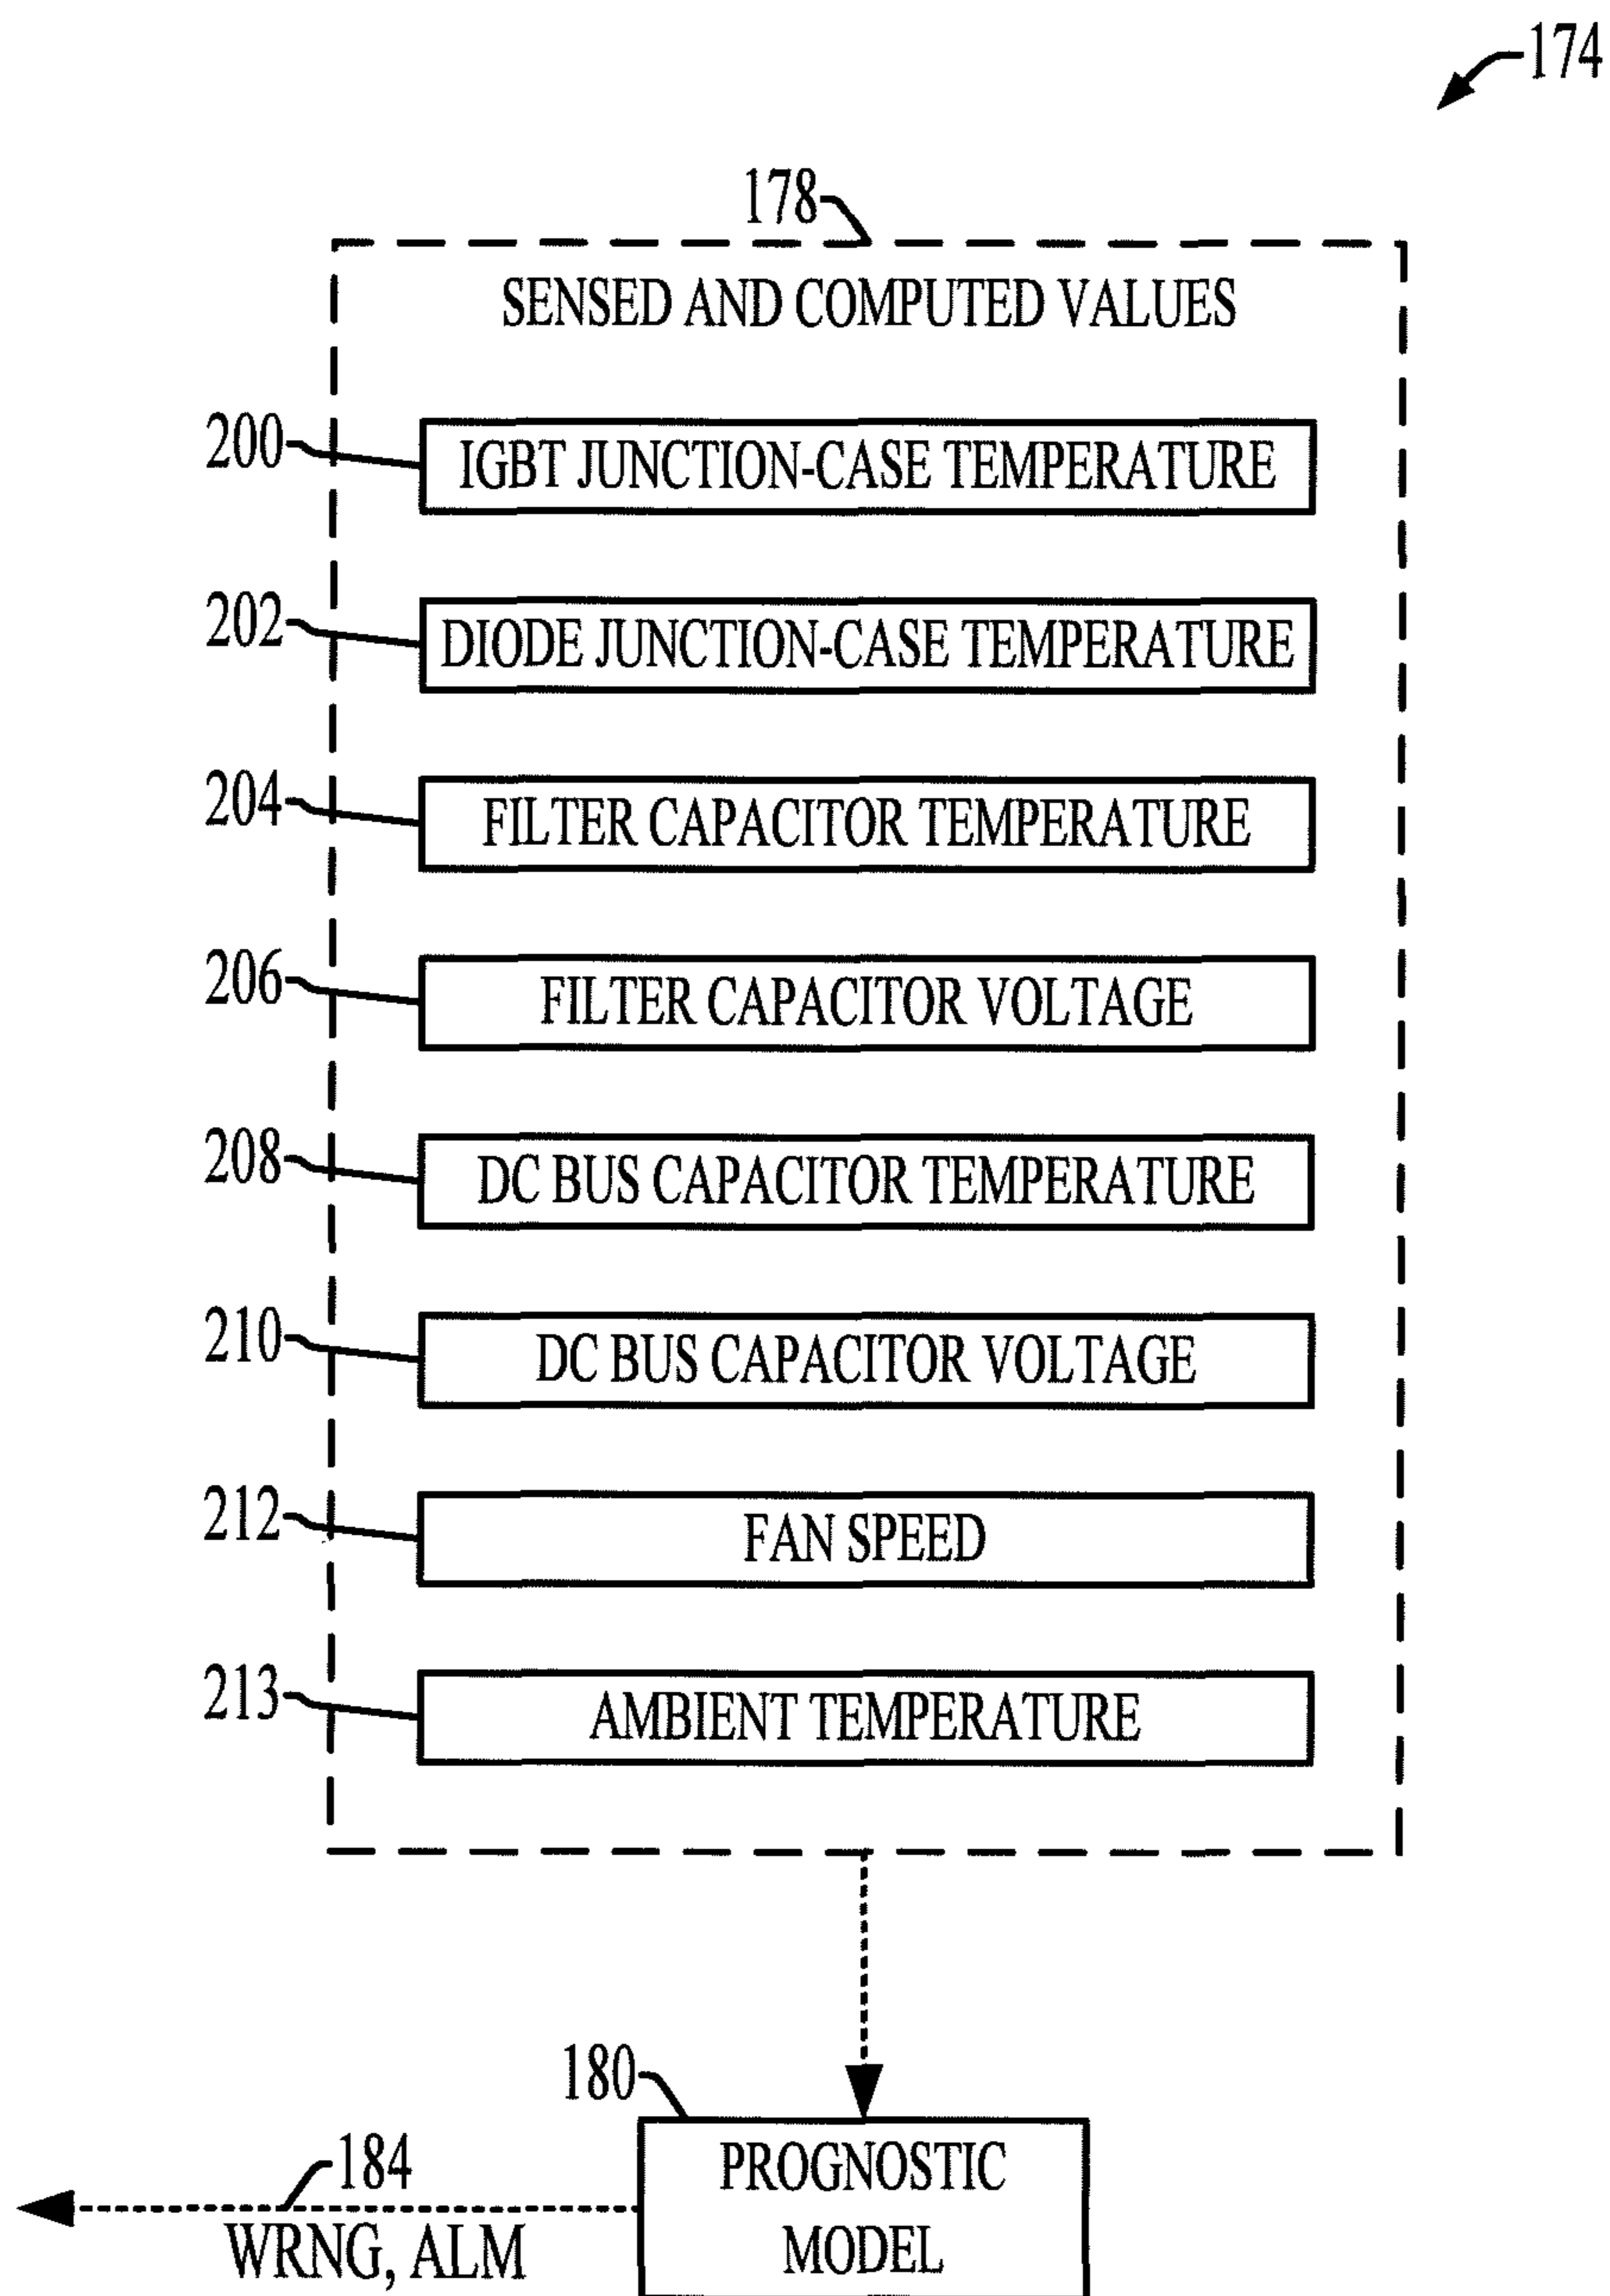 174
178
SENSED AND COMPUTED VALUES
200 IGBT JUNCTION-CASE TEMPERATURE
202 DIODE JUNCTION-CASE TEMPERATURE
204 FILTER CAPACITOR TEMPERATURE
206 FILTER CAPACITOR VOLTAGE
208 DC BUS CAPACITOR TEMPERATURE
210 DC BUS CAPACITOR VOLTAGE
212 FAN SPEED
213 AMBIENT TEMPERATURE
180
184
WRNG, ALM
PROGNOSTIC
MODEL